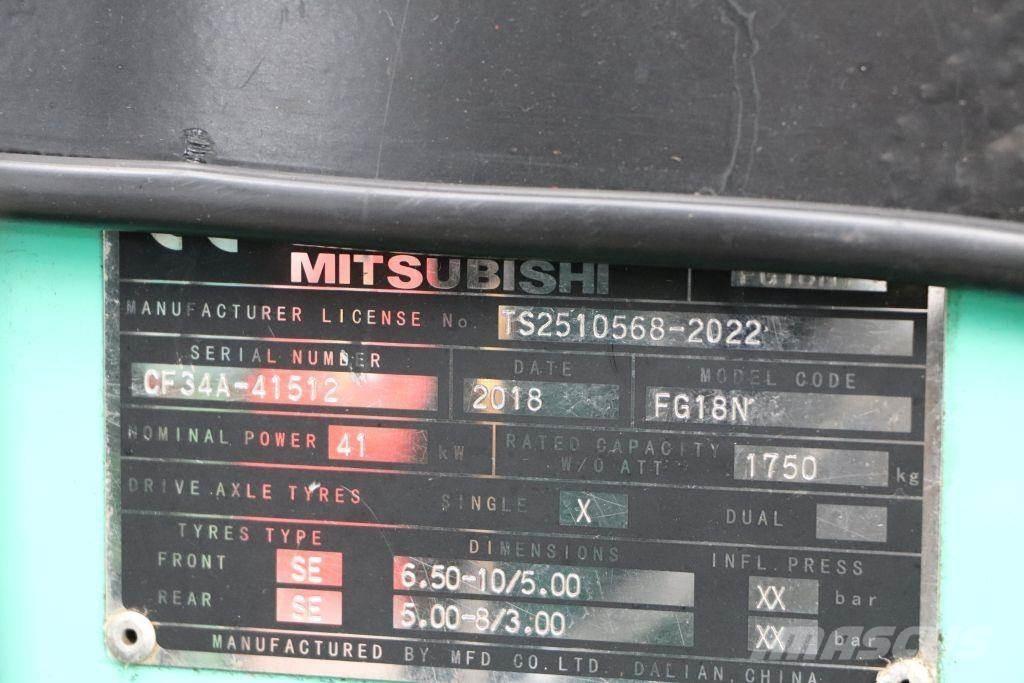 MITSUBISHI FG18N
MANUFACTURER LICENSE No. TS2510568-2022
SERIAL NUMBER DATE MODEL CODE
CF34A-41512 2018 FG18N
NOMINAL POWER 41 kW RATED CAPACITY W/O ATT 1750 kg
DRIVE AXLE TYRES SINGLE X DUAL
TYRES TYPE DIMENSIONS INFL.PRESS
FRONT SE 6.50-10/5.00 XX bar
REAR SE 5.00-8/3.00 XX bar
MANUFACTURED BY MFD CO.LTD., DALIAN,CHINA
MASCUS